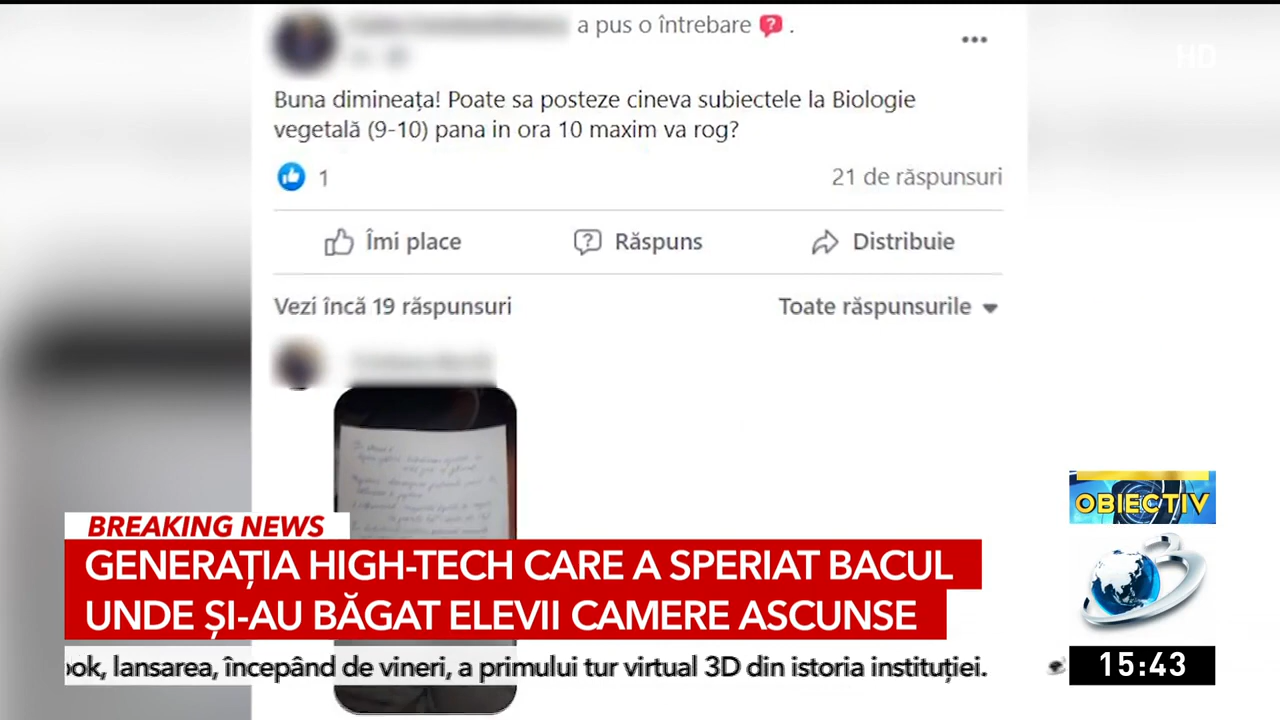 a pus o întrebare ? .
HD
Buna dimineața! Poate sa posteze cineva subiectele la Biologie
vegetală (9-10) pana in ora 10 maxim va rog?
1
21 de răspunsuri
Îmi place
Răspuns
Distribuie
Vezi încă 19 răspunsuri
Toate răspunsurile
OBIECTIV
BREAKING NEWS
GENERAȚIA HIGH-TECH CARE A SPERIAT BACUL
UNDE ȘI-AU BĂGAT ELEVII CAMERE ASCUNSE
ook, lansarea, începând de vineri, a primului tur virtual 3D din istoria instituției.
15:43